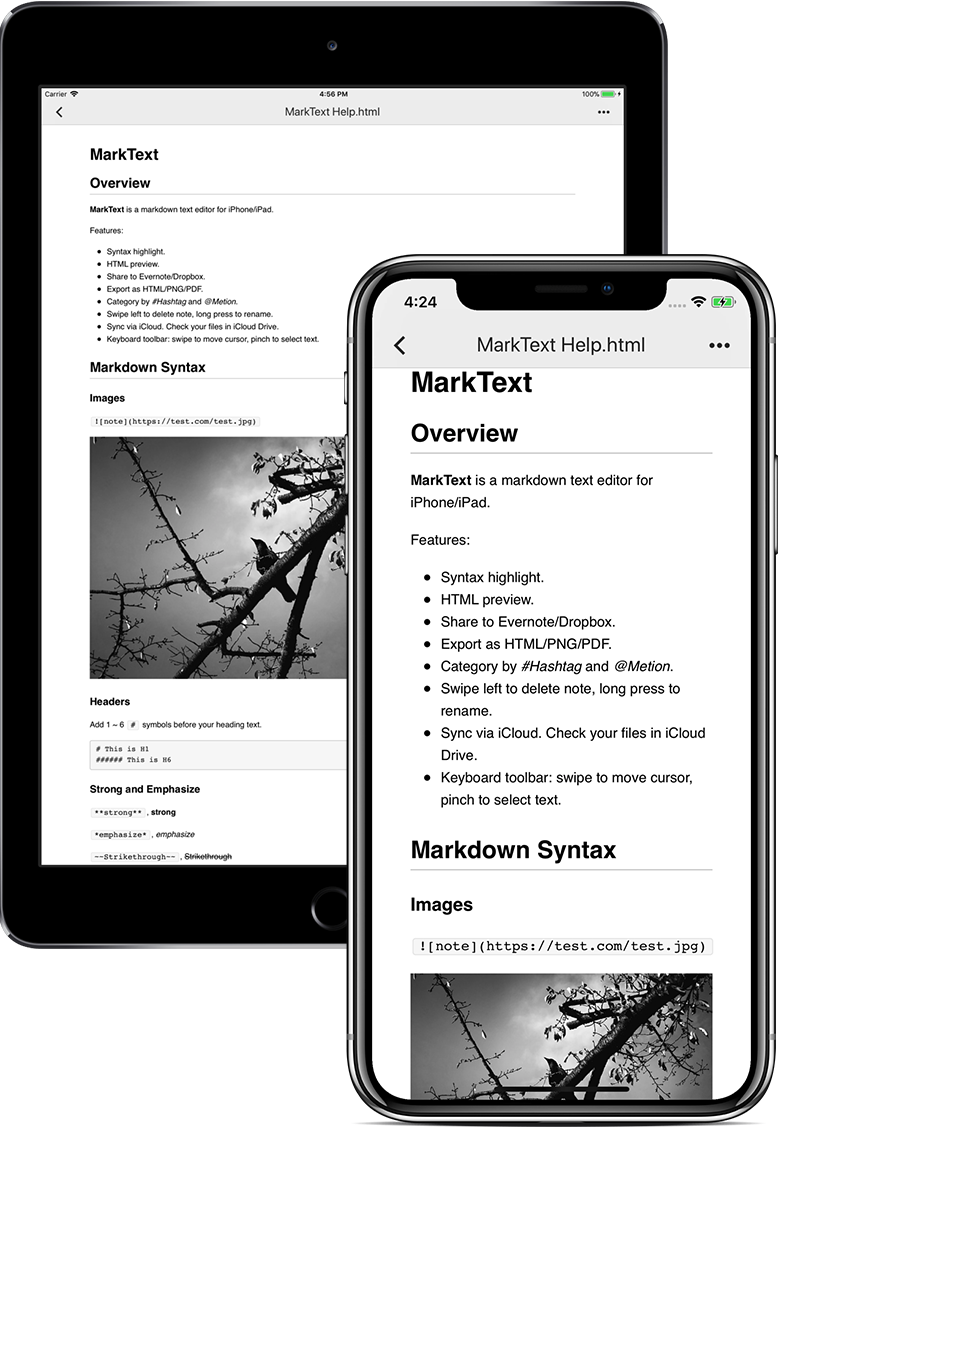 Carrier 4:56 PM 100%
MarkText Help.html
MarkText
Overview
MarkText is a markdown text editor for iPhone/iPad.
Features:
Syntax highlight.
HTML preview.
Share to Evernote/Dropbox.
Export as HTML/PNG/PDF.
Category by #Hashtag and @Metion.
Swipe left to delete note, long press to rename.
Sync via iCloud. Check your files in iCloud Drive.
Keyboard toolbar: swipe to move cursor, pinch to select text.
Markdown Syntax
Images
![note](https://test.com/test.jpg)
Headers
Add 1 ~ 6 # symbols before your heading text.
# This is H1
###### This is H6
Strong and Emphasize
**strong** , strong
*emphasize* , emphasize
~~Strikethrough~~ , Strikethrough
4:24
MarkText Help.html
MarkText
Overview
MarkText is a markdown text editor for
iPhone/iPad.
Features:
Syntax highlight.
HTML preview.
Share to Evernote/Dropbox.
Export as HTML/PNG/PDF.
Category by #Hashtag and @Metion.
Swipe left to delete note, long press to
rename.
Sync via iCloud. Check your files in iCloud
Drive.
Keyboard toolbar: swipe to move cursor,
pinch to select text.
Markdown Syntax
Images
![note](https://test.com/test.jpg)